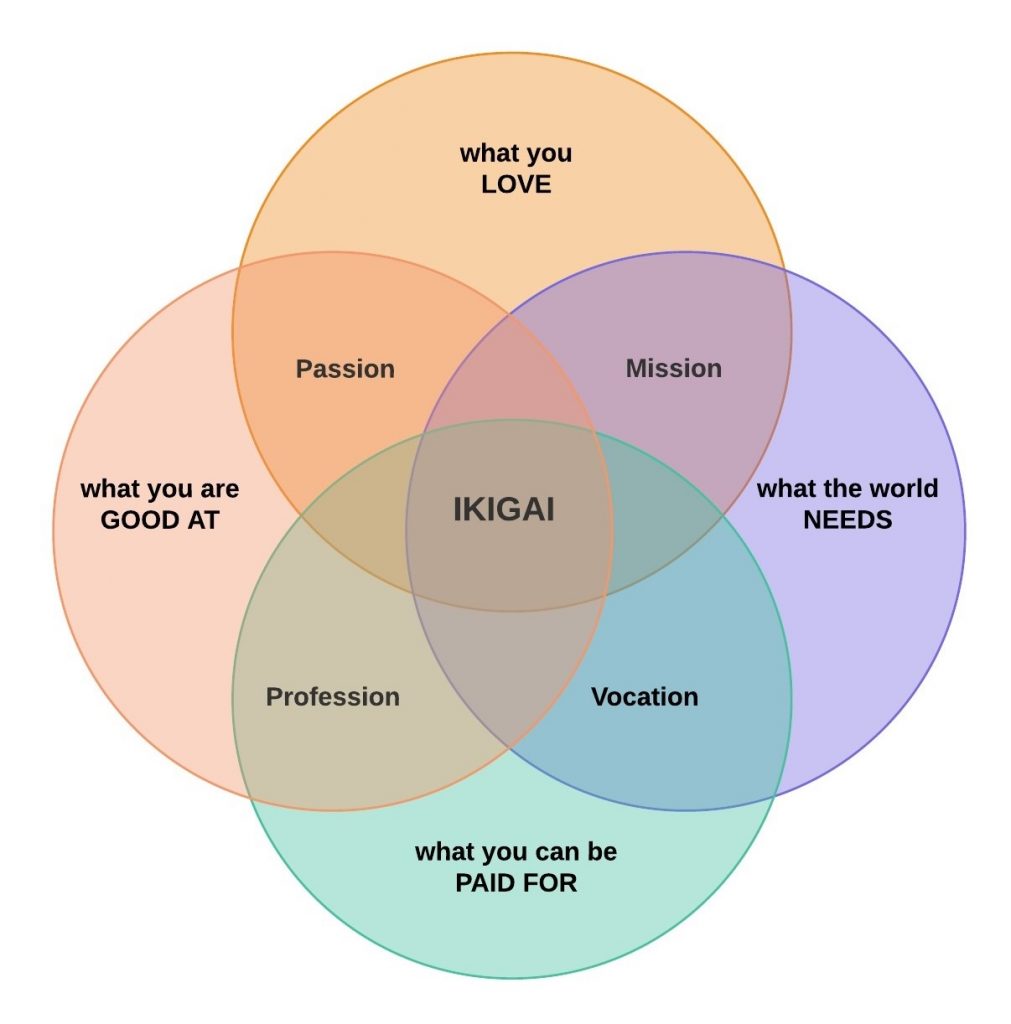 what you
LOVE
Passion
Mission
what you are
GOOD AT
IKIGAI
what the world
NEEDS
Profession
Vocation
what you can be
PAID FOR